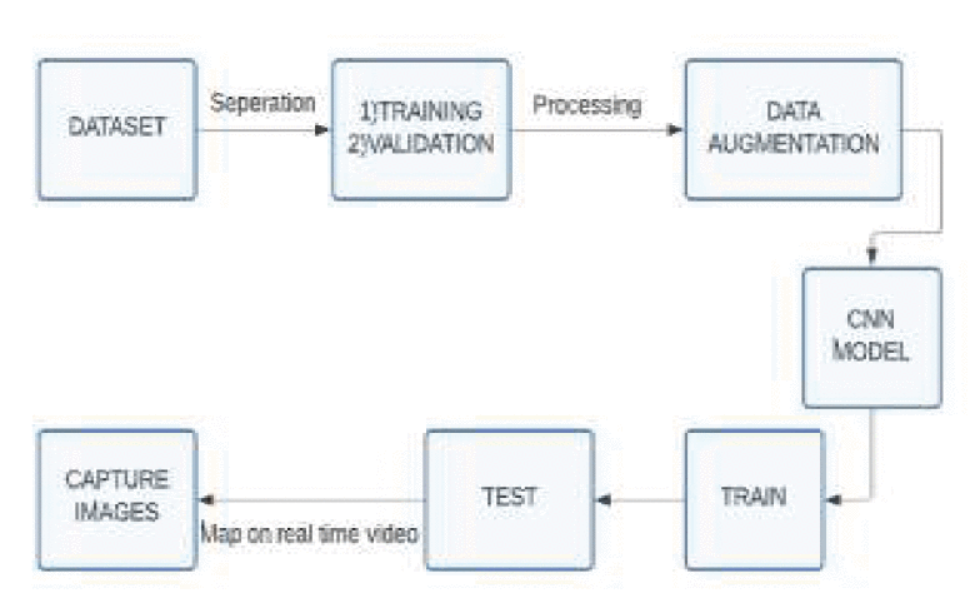 DATASET
Seperation
1)TRAINING
2)VALIDATION
Processing
DATA
AUGMENTATION
CNN
MODEL
TRAIN
TEST
Map on real time video
CAPTURE
IMAGES